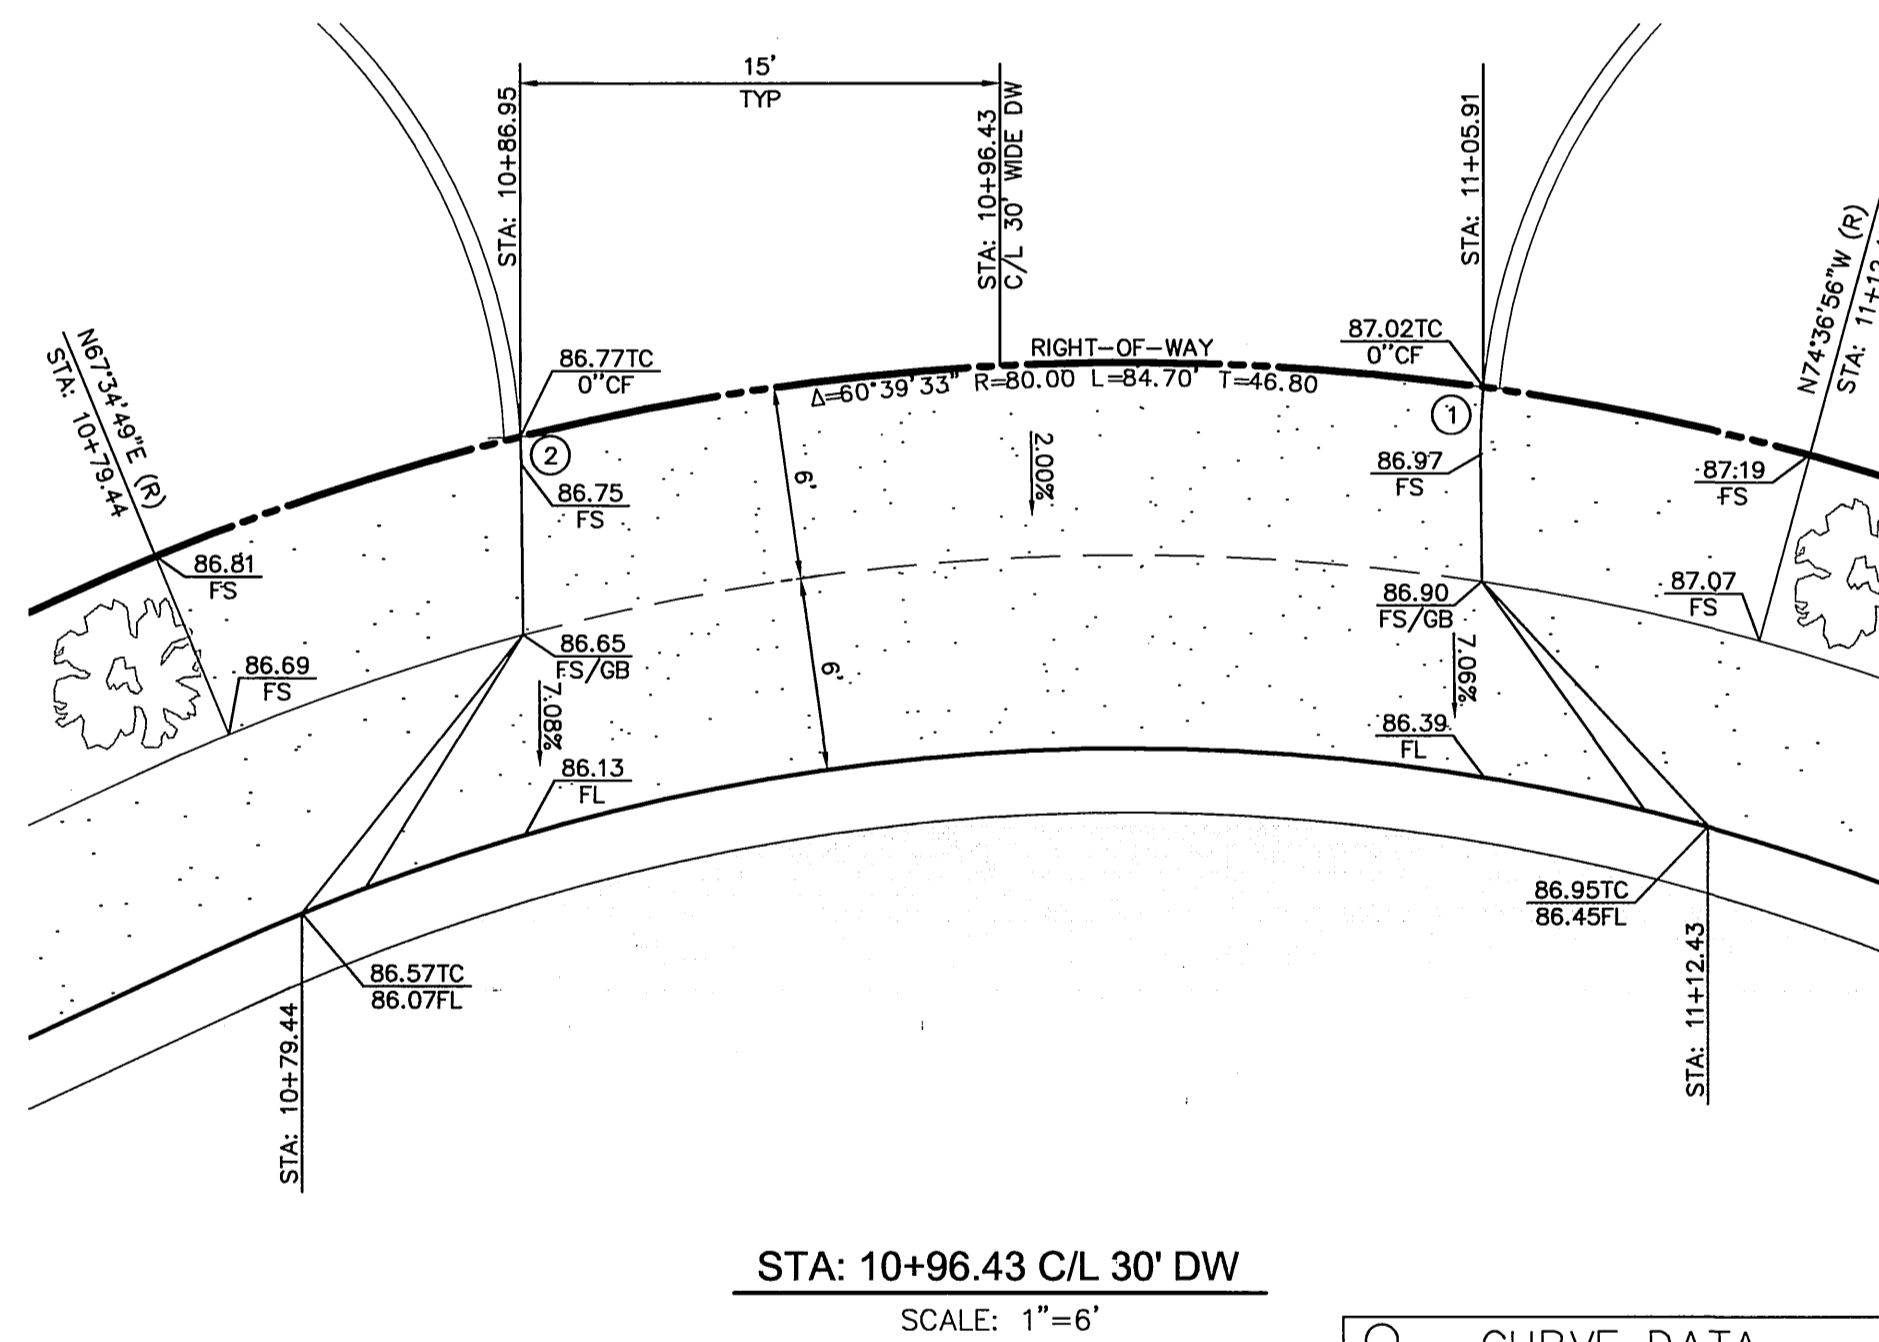 15'
TYP
STA: 10+86.95
STA: 10+96.43
C/L 30' WIDE DW
STA: 11+05.91
N74°36'56"W (R)
N67°34'49"E (R)
STA: 10+79.44
86.77TC
0"CF
RIGHT-OF-WAY
Δ=60°39'33" R=80.00 L=84.70' T=46.80
87.02TC
0"CF
1
2
2.00%
86.75
FS
6'
86.97
FS
87.19
FS
86.81
FS
86.69
FS
86.65
FS/GB
6'
86.90
FS/GB
87.07
FS
7.08%
7.06%
86.13
FL
86.39
FL
86.95TC
86.45FL
86.57TC
86.07FL
STA: 10+79.44
STA: 11+12.43
STA: 10+96.43 C/L 30' DW
SCALE: 1"=6'
CURVE DATA